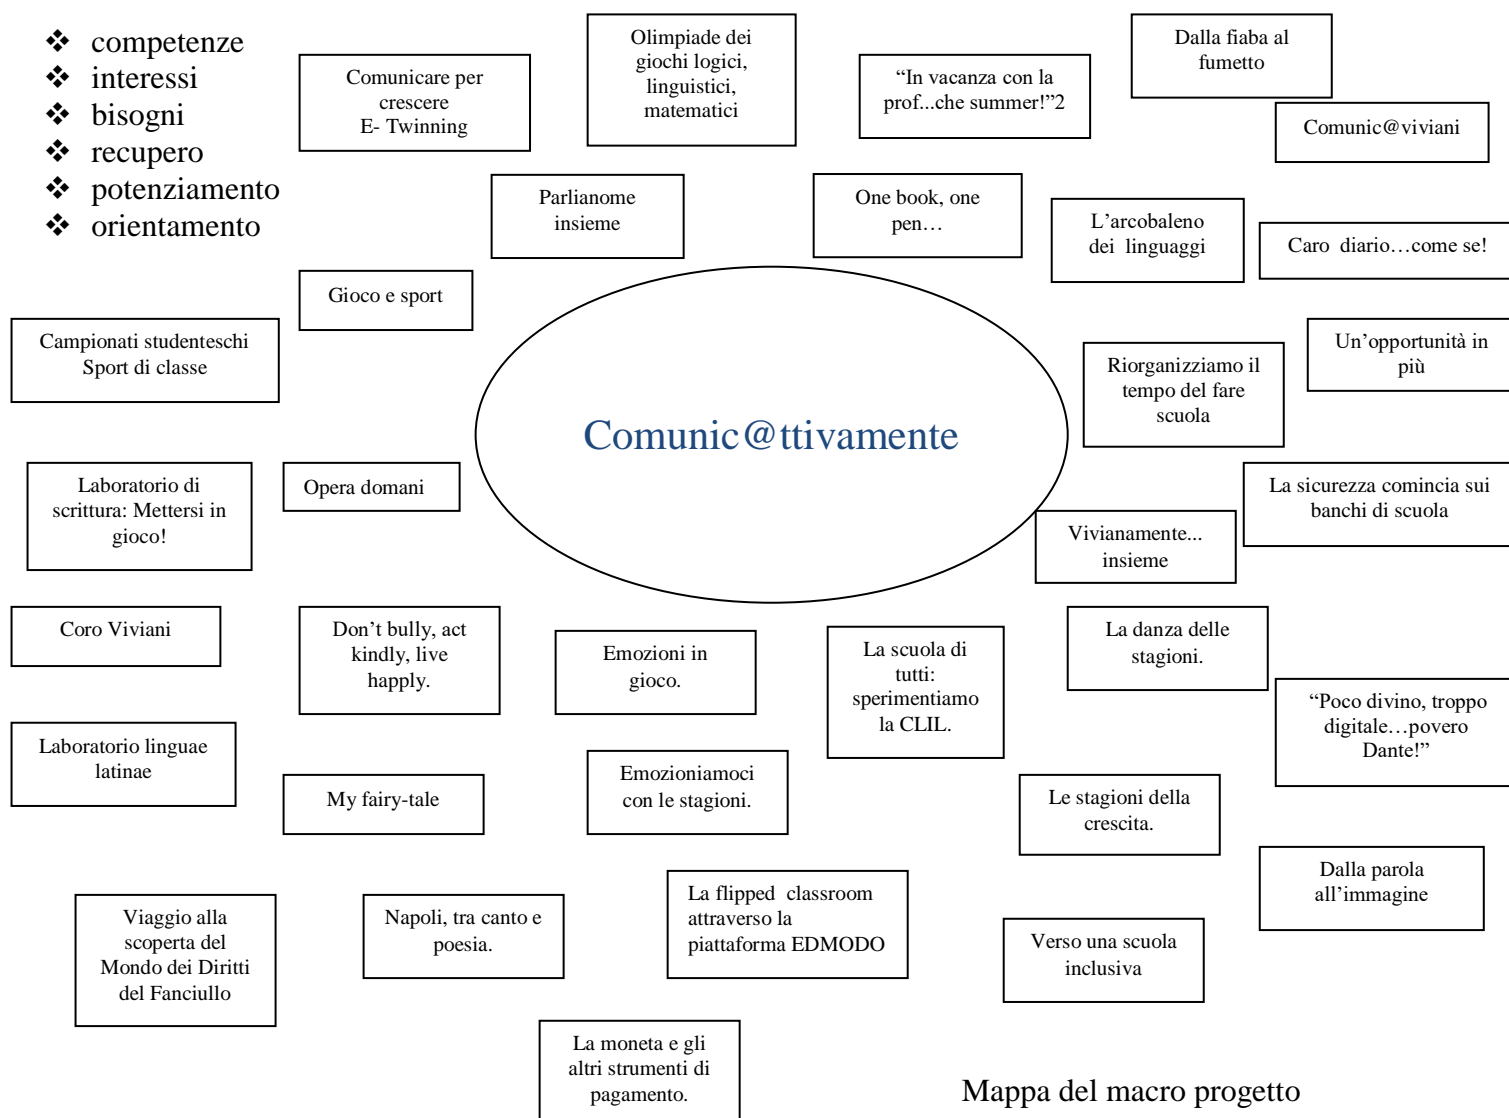 ❖ competenze
❖ interessi
❖ bisogni
❖ recupero
❖ potenziamento
❖ orientamento
Comunicare per
crescere
E- Twinning
Olimpiade dei
giochi logici,
linguistici,
matematici
“In vacanza con la
prof...che summer!”2
Dalla fiaba al
fumetto
Comunic@viviani
Parlianome
insieme
One book, one
pen…
L’arcobaleno
dei linguaggi
Caro diario…come se!
Gioco e sport
Campionati studenteschi
Sport di classe
Un’opportunità in
più
Riorganizziamo il
tempo del fare
scuola
Comunic@ttivamente
Laboratorio di
scrittura: Mettersi in
gioco!
Opera domani
La sicurezza comincia sui
banchi di scuola
Vivianamente...
insieme
Coro Viviani
Don’t bully, act
kindly, live
happly.
Emozioni in
gioco.
La scuola di
tutti:
sperimentiamo
la CLIL.
La danza delle
stagioni.
“Poco divino, troppo
digitale…povero
Dante!”
Laboratorio linguae
latinae
My fairy-tale
Emozioniamoci
con le stagioni.
Le stagioni della
crescita.
Dalla parola
all’immagine
Viaggio alla
scoperta del
Mondo dei Diritti
del Fanciullo
Napoli, tra canto e
poesia.
La flipped classroom
attraverso la
piattaforma EDMODO
Verso una scuola
inclusiva
La moneta e gli
altri strumenti di
pagamento.
Mappa del macro progetto